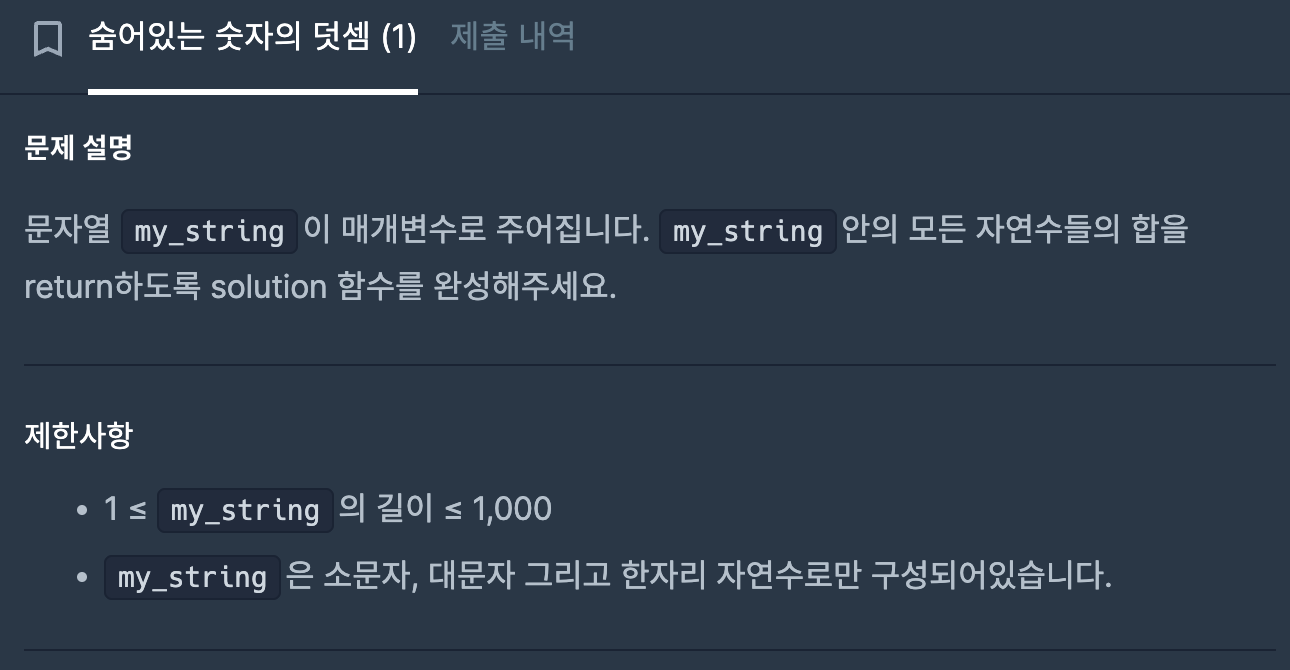 숨어있는 숫자의 덧셈 (1) 제출 내역
문제 설명
문자열 my_string 이 매개변수로 주어집니다. my_string 안의 모든 자연수들의 합을
return하도록 solution 함수를 완성해주세요.
제한사항
• 1 ≤ my_string 의 길이 ≤ 1,000
• my_string 은 소문자, 대문자 그리고 한자리 자연수로만 구성되어있습니다.